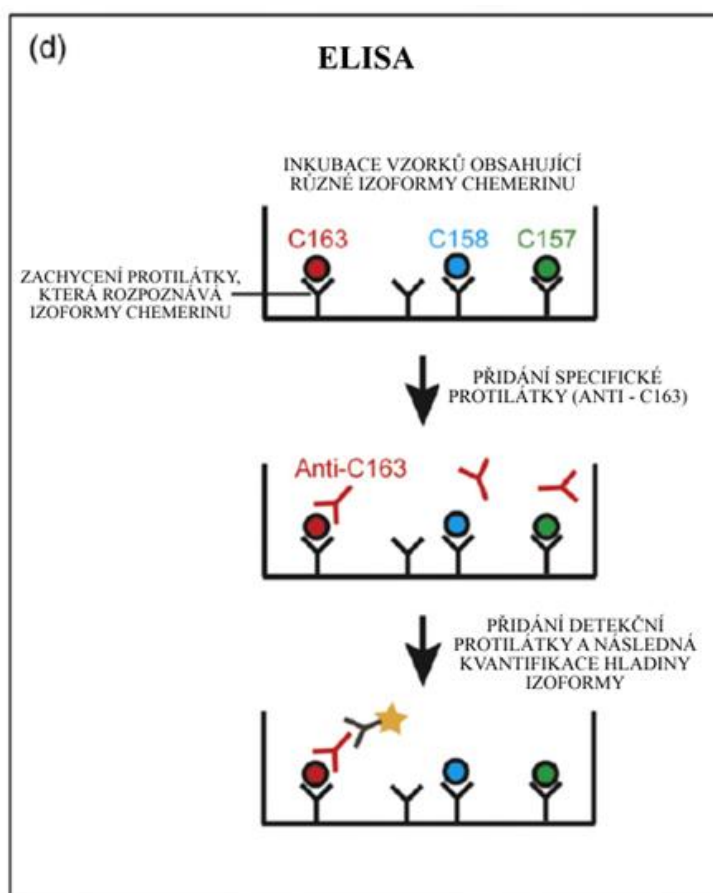 (d)
ELISA
INKUBACE VZORKŮ OBSAHUJÍCÍ
RŮZNÉ IZOFORMY CHEMERINU
C163
C158
C157
ZACHYCENÍ PROTILÁTKY,
KTERÁ ROZPOZNÁVÁ
IZOFORMY CHEMERINU
PŘIDÁNÍ SPECIFICKÉ
PROTILÁTKY (ANTI - C163)
Anti-C163
PŘIDÁNÍ DETEKČNÍ
PROTILÁTKY A NÁSLEDNÁ
KVANTIFIKACE HLADINY
IZOFORMY